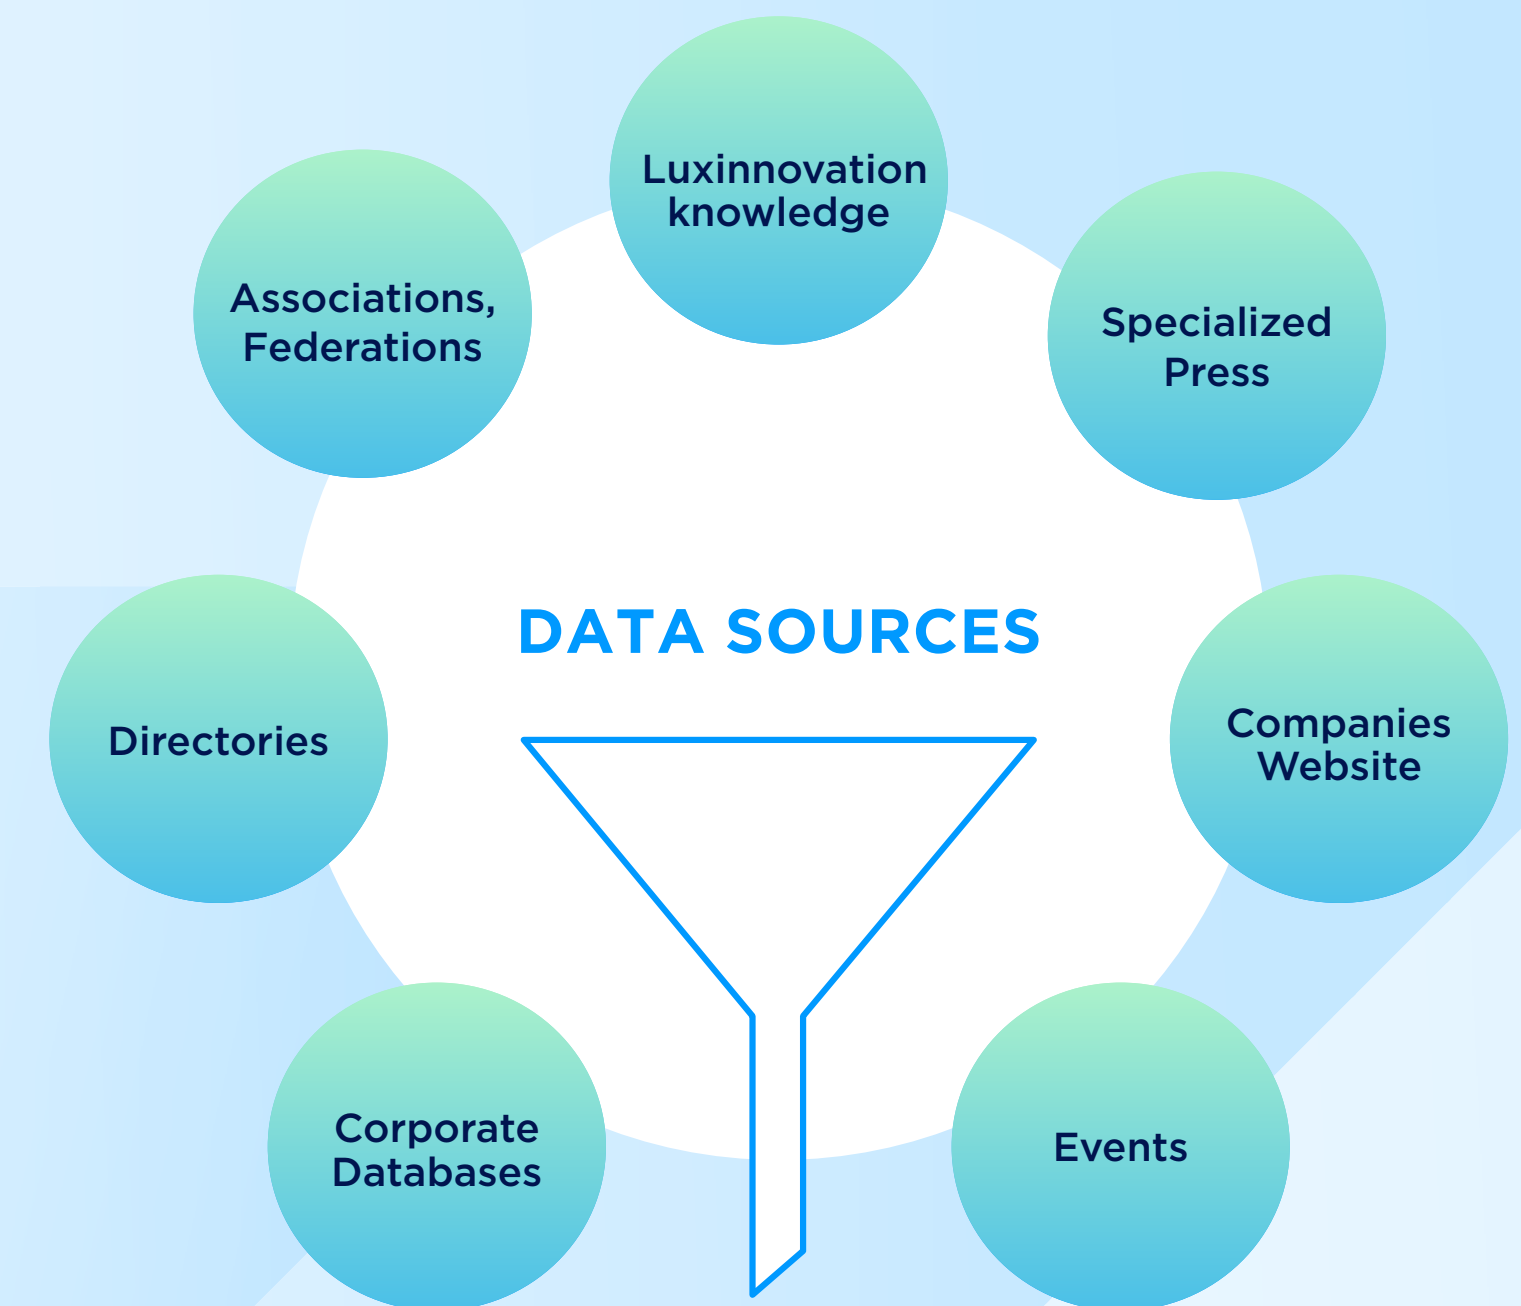 Luxinnovation
knowledge
Associations,
Federations
Specialized
Press
DATA SOURCES
Directories
Companies
Website
Corporate
Databases
Events